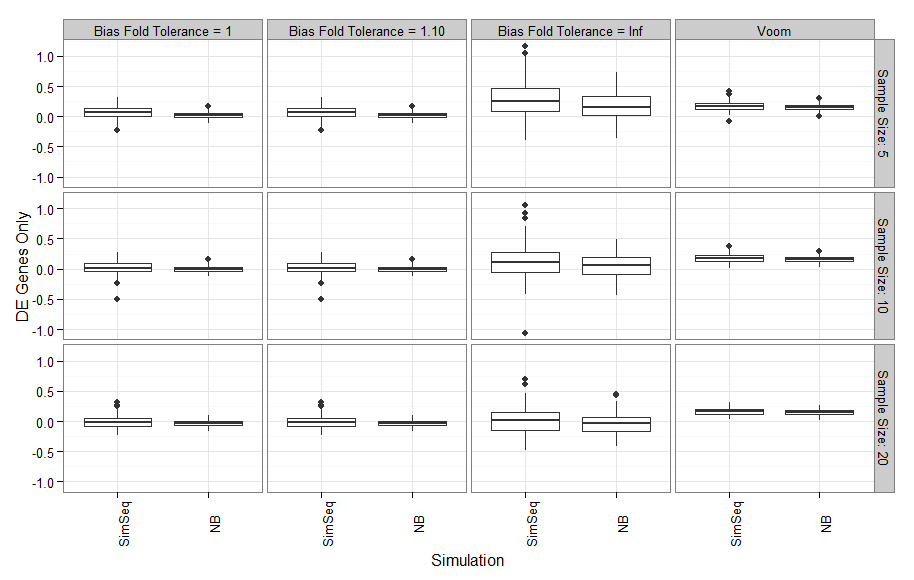 Bias Fold Tolerance = 1
Bias Fold Tolerance = 1.10
Bias Fold Tolerance = Inf
Voom
DE Genes Only
1.0
0.5
0.0
-0.5
-1.0
Sample Size: 5
1.0
0.5
0.0
-0.5
-1.0
Sample Size: 10
1.0
0.5
0.0
-0.5
-1.0
Sample Size: 20
SimSeq
NB
SimSeq
NB
SimSeq
NB
SimSeq
NB
Simulation